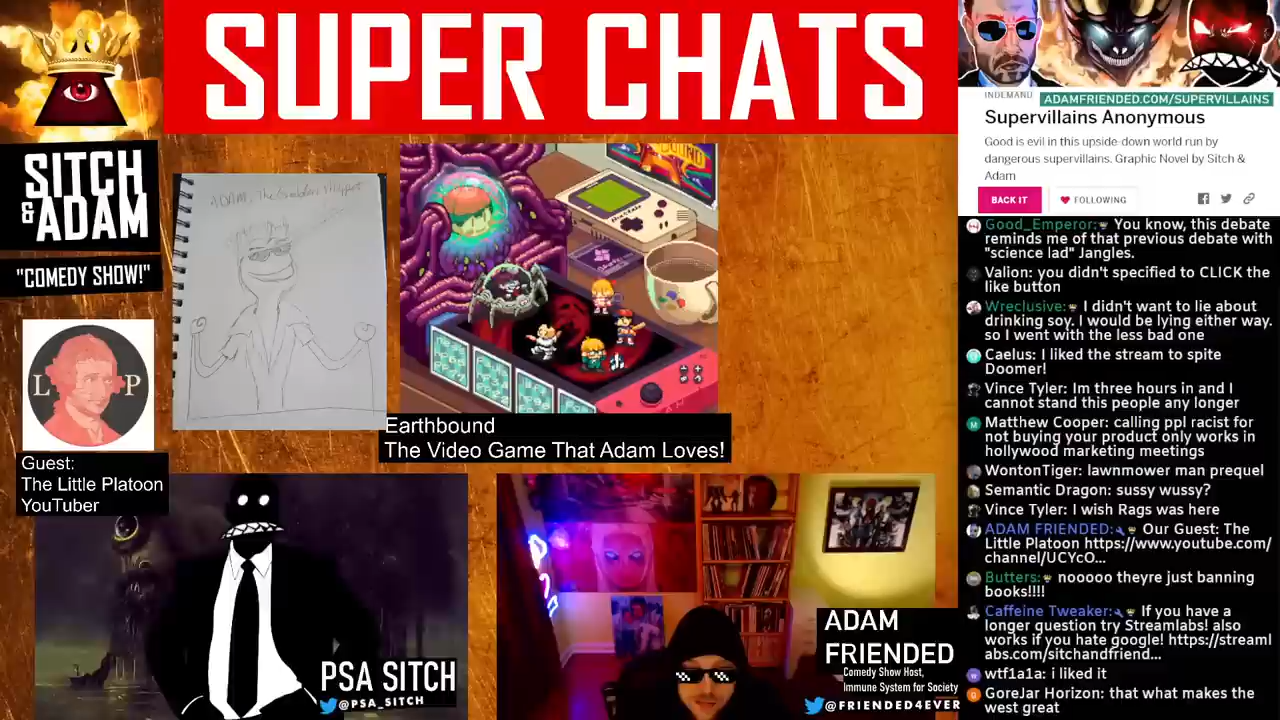 SUPER CHATS
SITCH
& ADAM
"COMEDY SHOW!"
L P
Guest:
The Little Platoon
YouTuber
ADAM, The
Earthbound
The Video Game That Adam Loves!
PSA SITCH
@PSA_SITCH
ADAM
FRIENDED
Comedy Show Host,
Immune System for Society
@FRIENDED4EVER
INDEMAND
ADAMFRIENDED.COM/SUPERVILLAINS
Supervillains Anonymous
Good is evil in this upside-down world run by
dangerous supervillains. Graphic Novel by Sitch &
Adam
BACK IT
FOLLOWING
Good_Emperor: You know, this debate
reminds me of that previous debate with
"science lad" Jangles.
Valion: you didn't specified to CLICK the
like button
Wreclusive: I didn't want to lie about
drinking soy. I would be lying either way.
so I went with the less bad one
Caelus: I liked the stream to spite
Doomer!
Vince Tyler: Im three hours in and I
cannot stand this people any longer
Matthew Cooper: calling ppl racist for
not buying your product only works in
hollywood marketing meetings
WontonTiger: lawnmower man prequel
Semantic Dragon: sussy wussy?
Vince Tyler: I wish Rags was here
ADAM FRIENDED: Our Guest: The
Little Platoon https://www.youtube.com/
channel/UCYcO...
Butters: nooooo theyre just banning
books!!!!
Caffeine Tweaker: If you have a
longer question try Streamlabs! also
works if you hate google! https://streaml
abs.com/sitchandfriend...
wtf1a1a: i liked it
GoreJar Horizon: that what makes the
west great